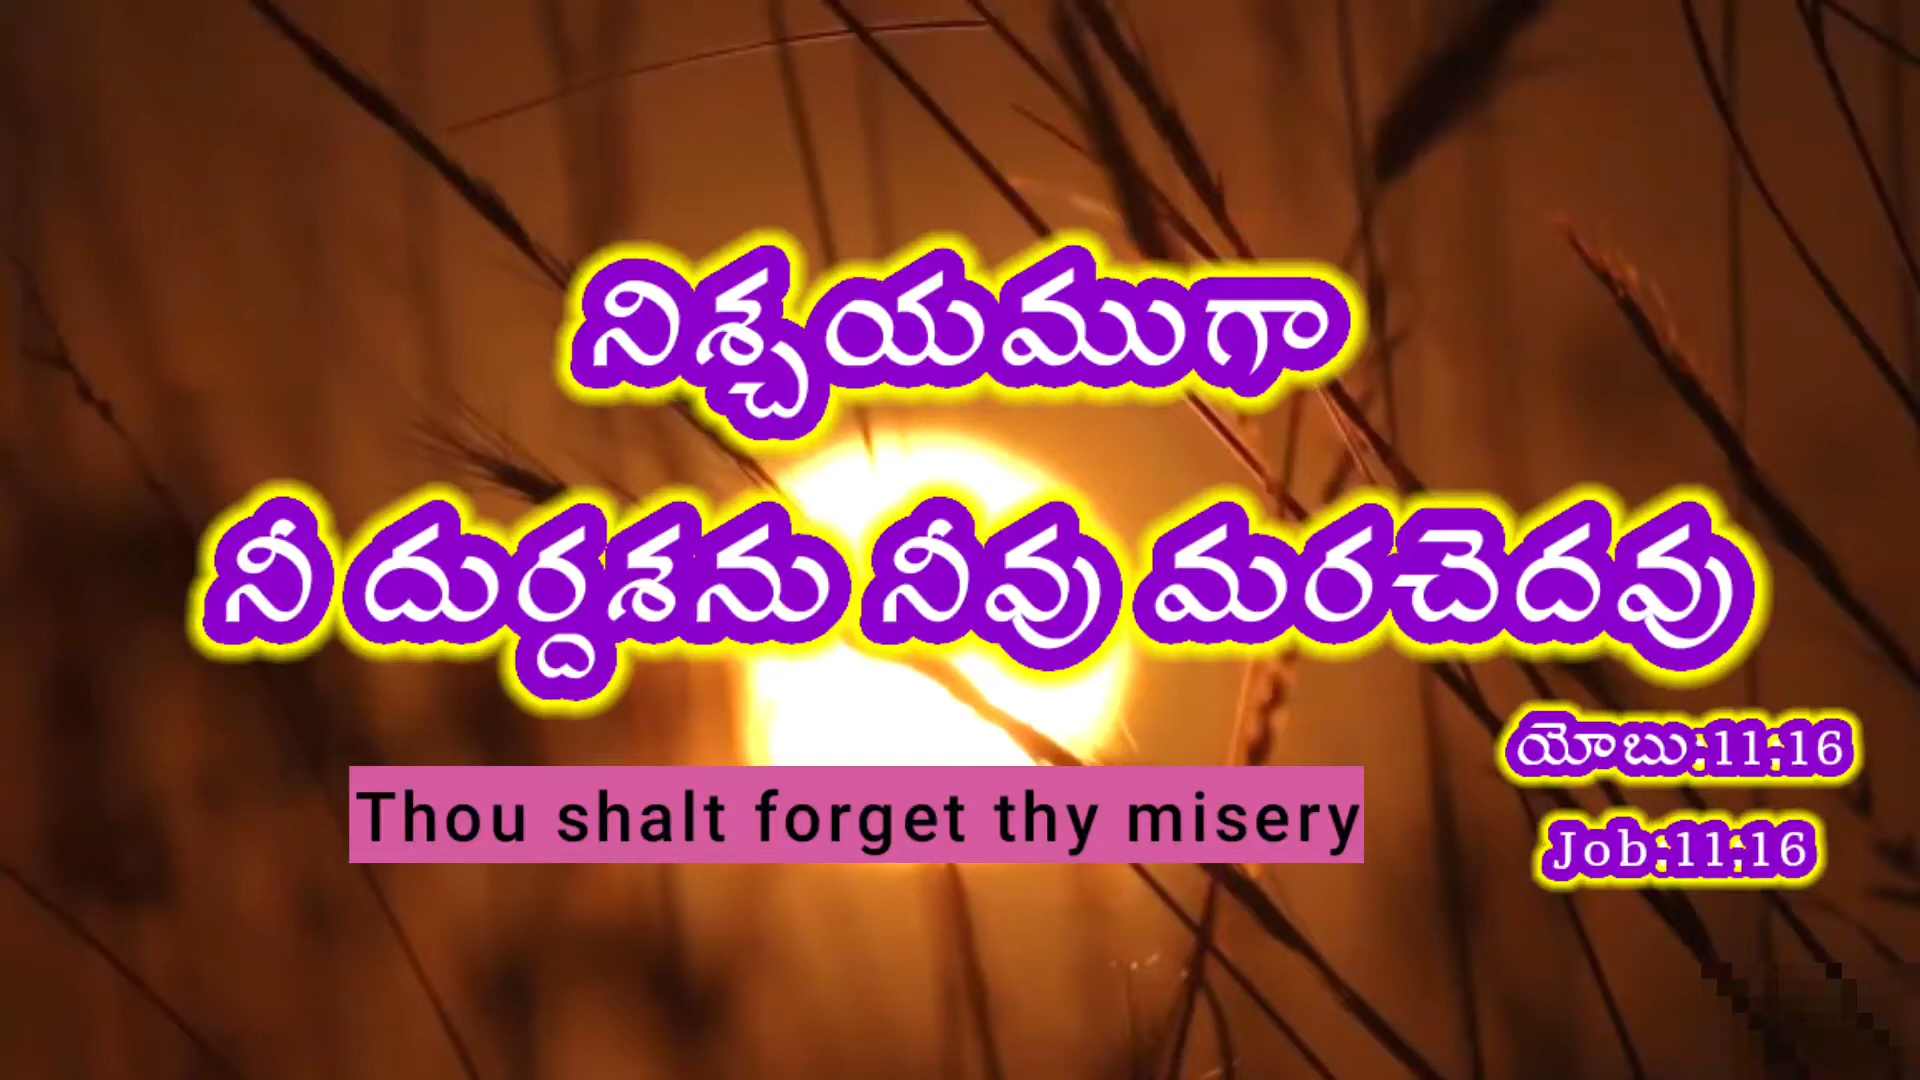 నిశ్చయముగా
నీ దుర్దశను నీవు మరచెదవు
యోబు:11:16
Thou shalt forget thy misery
Job:11:16